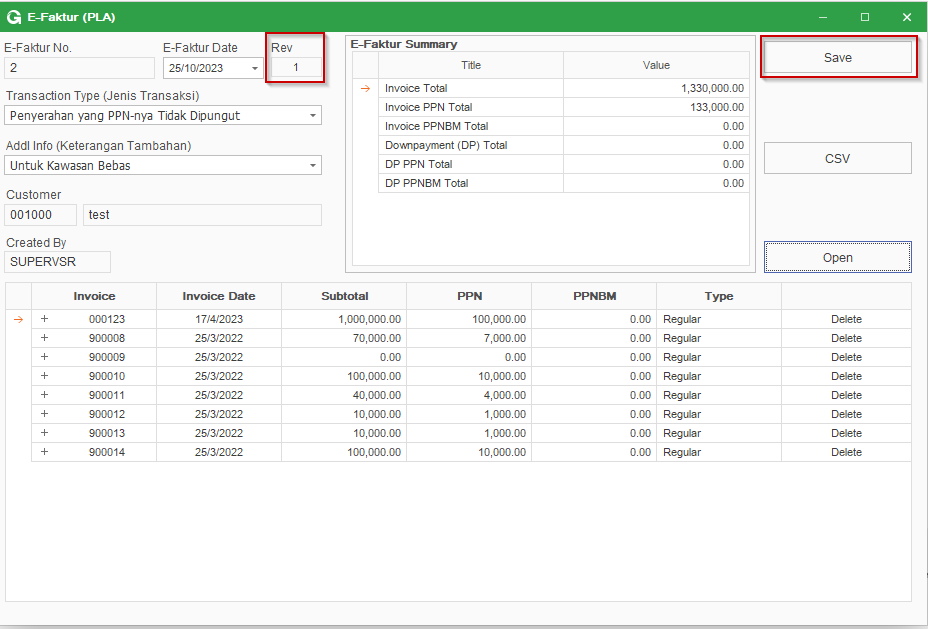 E-Faktur (PLA)
E-Faktur No. E-Faktur Date Rev
2 25/10/2023 1
Transaction Type (Jenis Transaksi)
Penyerahan yang PPN-nya Tidak Dipungut
Addl Info (Keterangan Tambahan)
Untuk Kawasan Bebas
Customer
001000 test
Created By
SUPERVSR
E-Faktur Summary
Title Value
Invoice Total 1,330,000.00
Invoice PPN Total 133,000.00
Invoice PPNBM Total 0.00
Downpayment (DP) Total 0.00
DP PPN Total 0.00
DP PPNBM Total 0.00
Save
CSV
Open
Invoice Invoice Date Subtotal PPN PPNBM Type
+ 000123 17/4/2023 1,000,000.00 100,000.00 0.00 Regular Delete
+ 900008 25/3/2022 70,000.00 7,000.00 0.00 Regular Delete
+ 900009 25/3/2022 0.00 0.00 0.00 Regular Delete
+ 900010 25/3/2022 100,000.00 10,000.00 0.00 Regular Delete
+ 900011 25/3/2022 40,000.00 4,000.00 0.00 Regular Delete
+ 900012 25/3/2022 10,000.00 1,000.00 0.00 Regular Delete
+ 900013 25/3/2022 10,000.00 1,000.00 0.00 Regular Delete
+ 900014 25/3/2022 100,000.00 10,000.00 0.00 Regular Delete